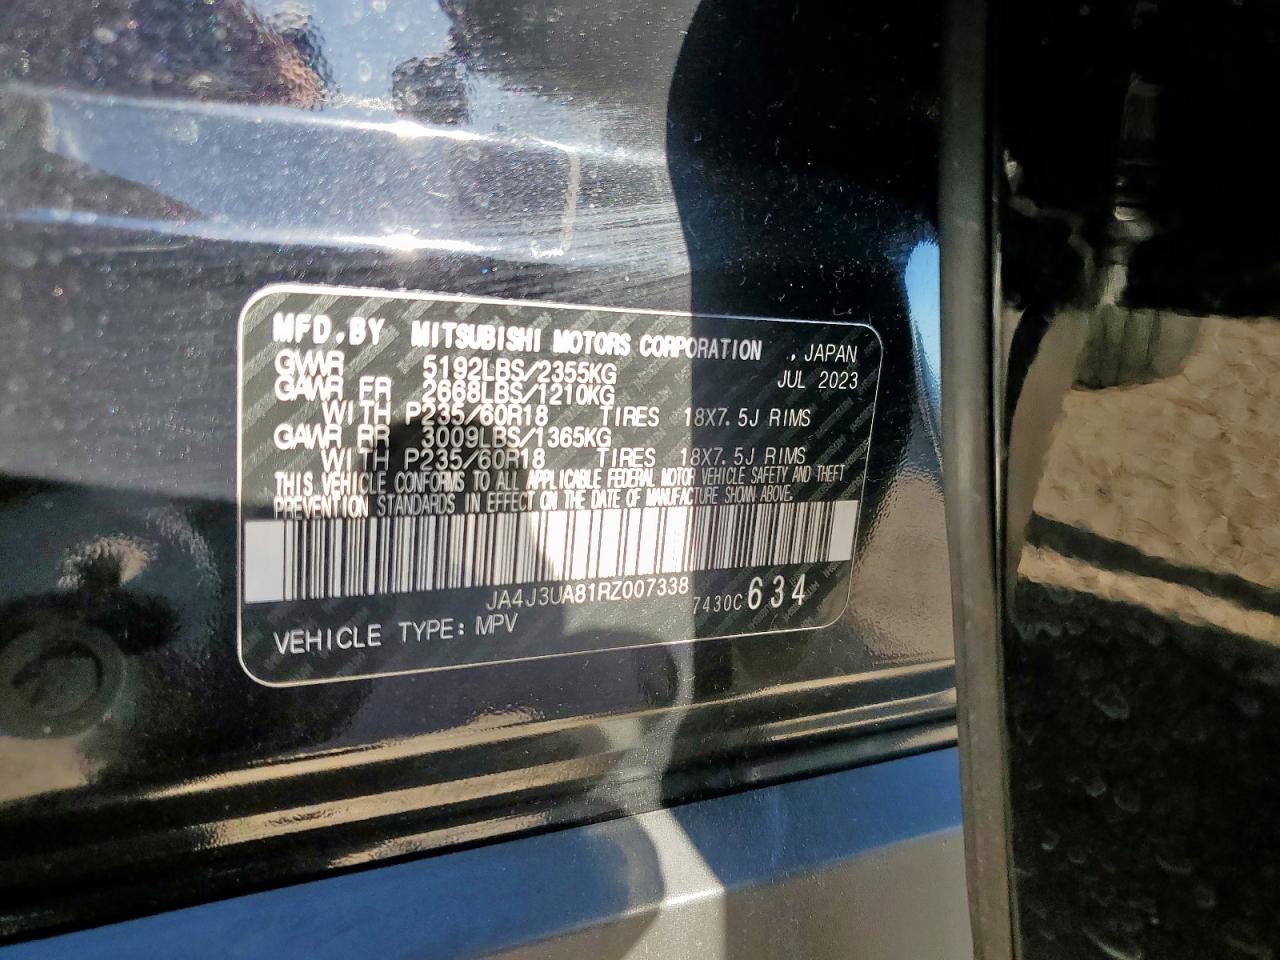 MFD.BY MITSUBISHI MOTORS CORPORATION , JAPAN
GVWR 5192LBS/2355KG JUL 2023
GAWR FR 2668LBS/1210KG
WITH P235/60R18 TIRES 18X7.5J RIMS
GAWR RR 3009LBS/1365KG
WITH P235/60R18 TIRES 18X7.5J RIMS
THIS VEHICLE CONFORMS TO ALL APPLICABLE FEDERAL MOTOR VEHICLE SAFETY AND THEFT
PREVENTION STANDARDS IN EFFECT ON THE DATE OF MANUFACTURE SHOWN ABOVE.
JA4J3UA81RZ007338 7430C 634
VEHICLE TYPE: MPV